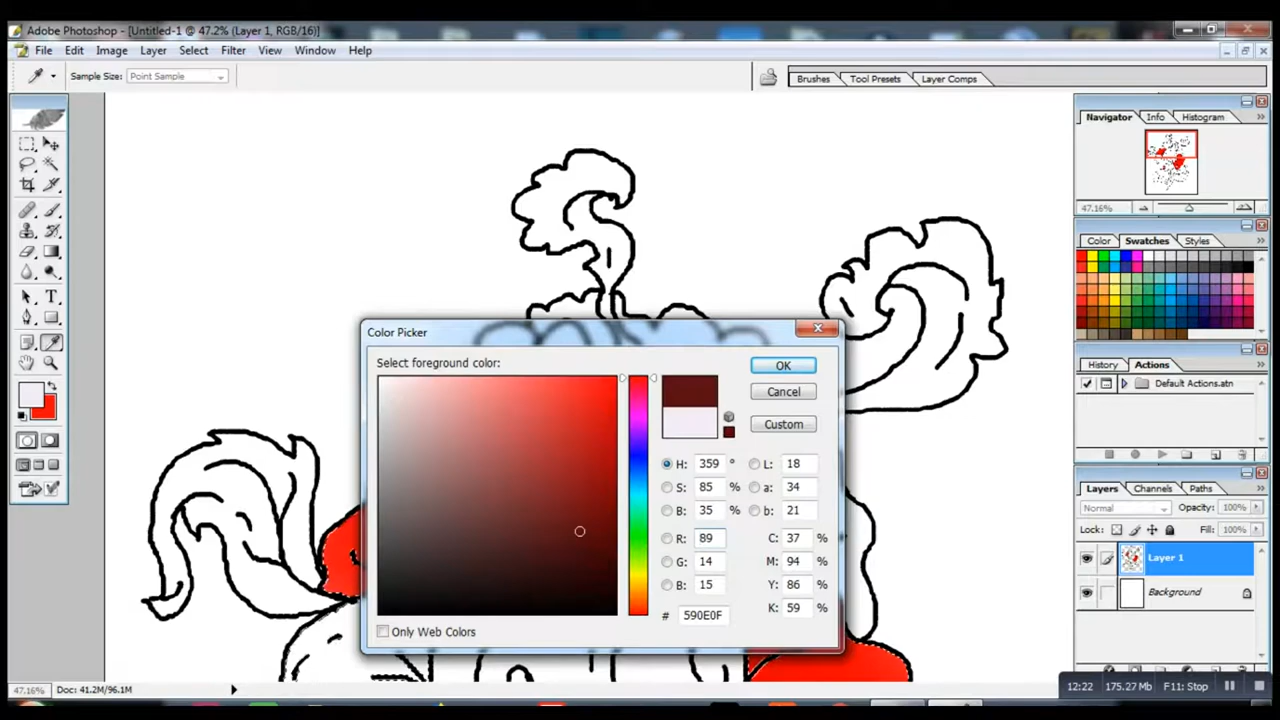 Adobe Photoshop - [Untitled-1 @ 47.2% (Layer 1, RGB/16)]
File Edit Image Layer Select Filter View Window Help
Sample Size: Point Sample
Brushes Tool Presets Layer Comps
Navigator Info Histogram
47.16%
Color Swatches Styles
History Actions
Default Actions.atn
Layers Channels Paths
Normal Opacity: 100%
Lock: Fill: 100%
Layer 1
Background
Color Picker
Select foreground color:
OK
Cancel
Custom
H: 359 ° L: 18
S: 85 % a: 34
B: 35 % b: 21
R: 89 C: 37 %
G: 14 M: 94 %
B: 15 Y: 86 %
# 590E0F K: 59 %
Only Web Colors
47.16% Doc: 41.2M/96.1M
12:22 175.27 Mb F11: Stop